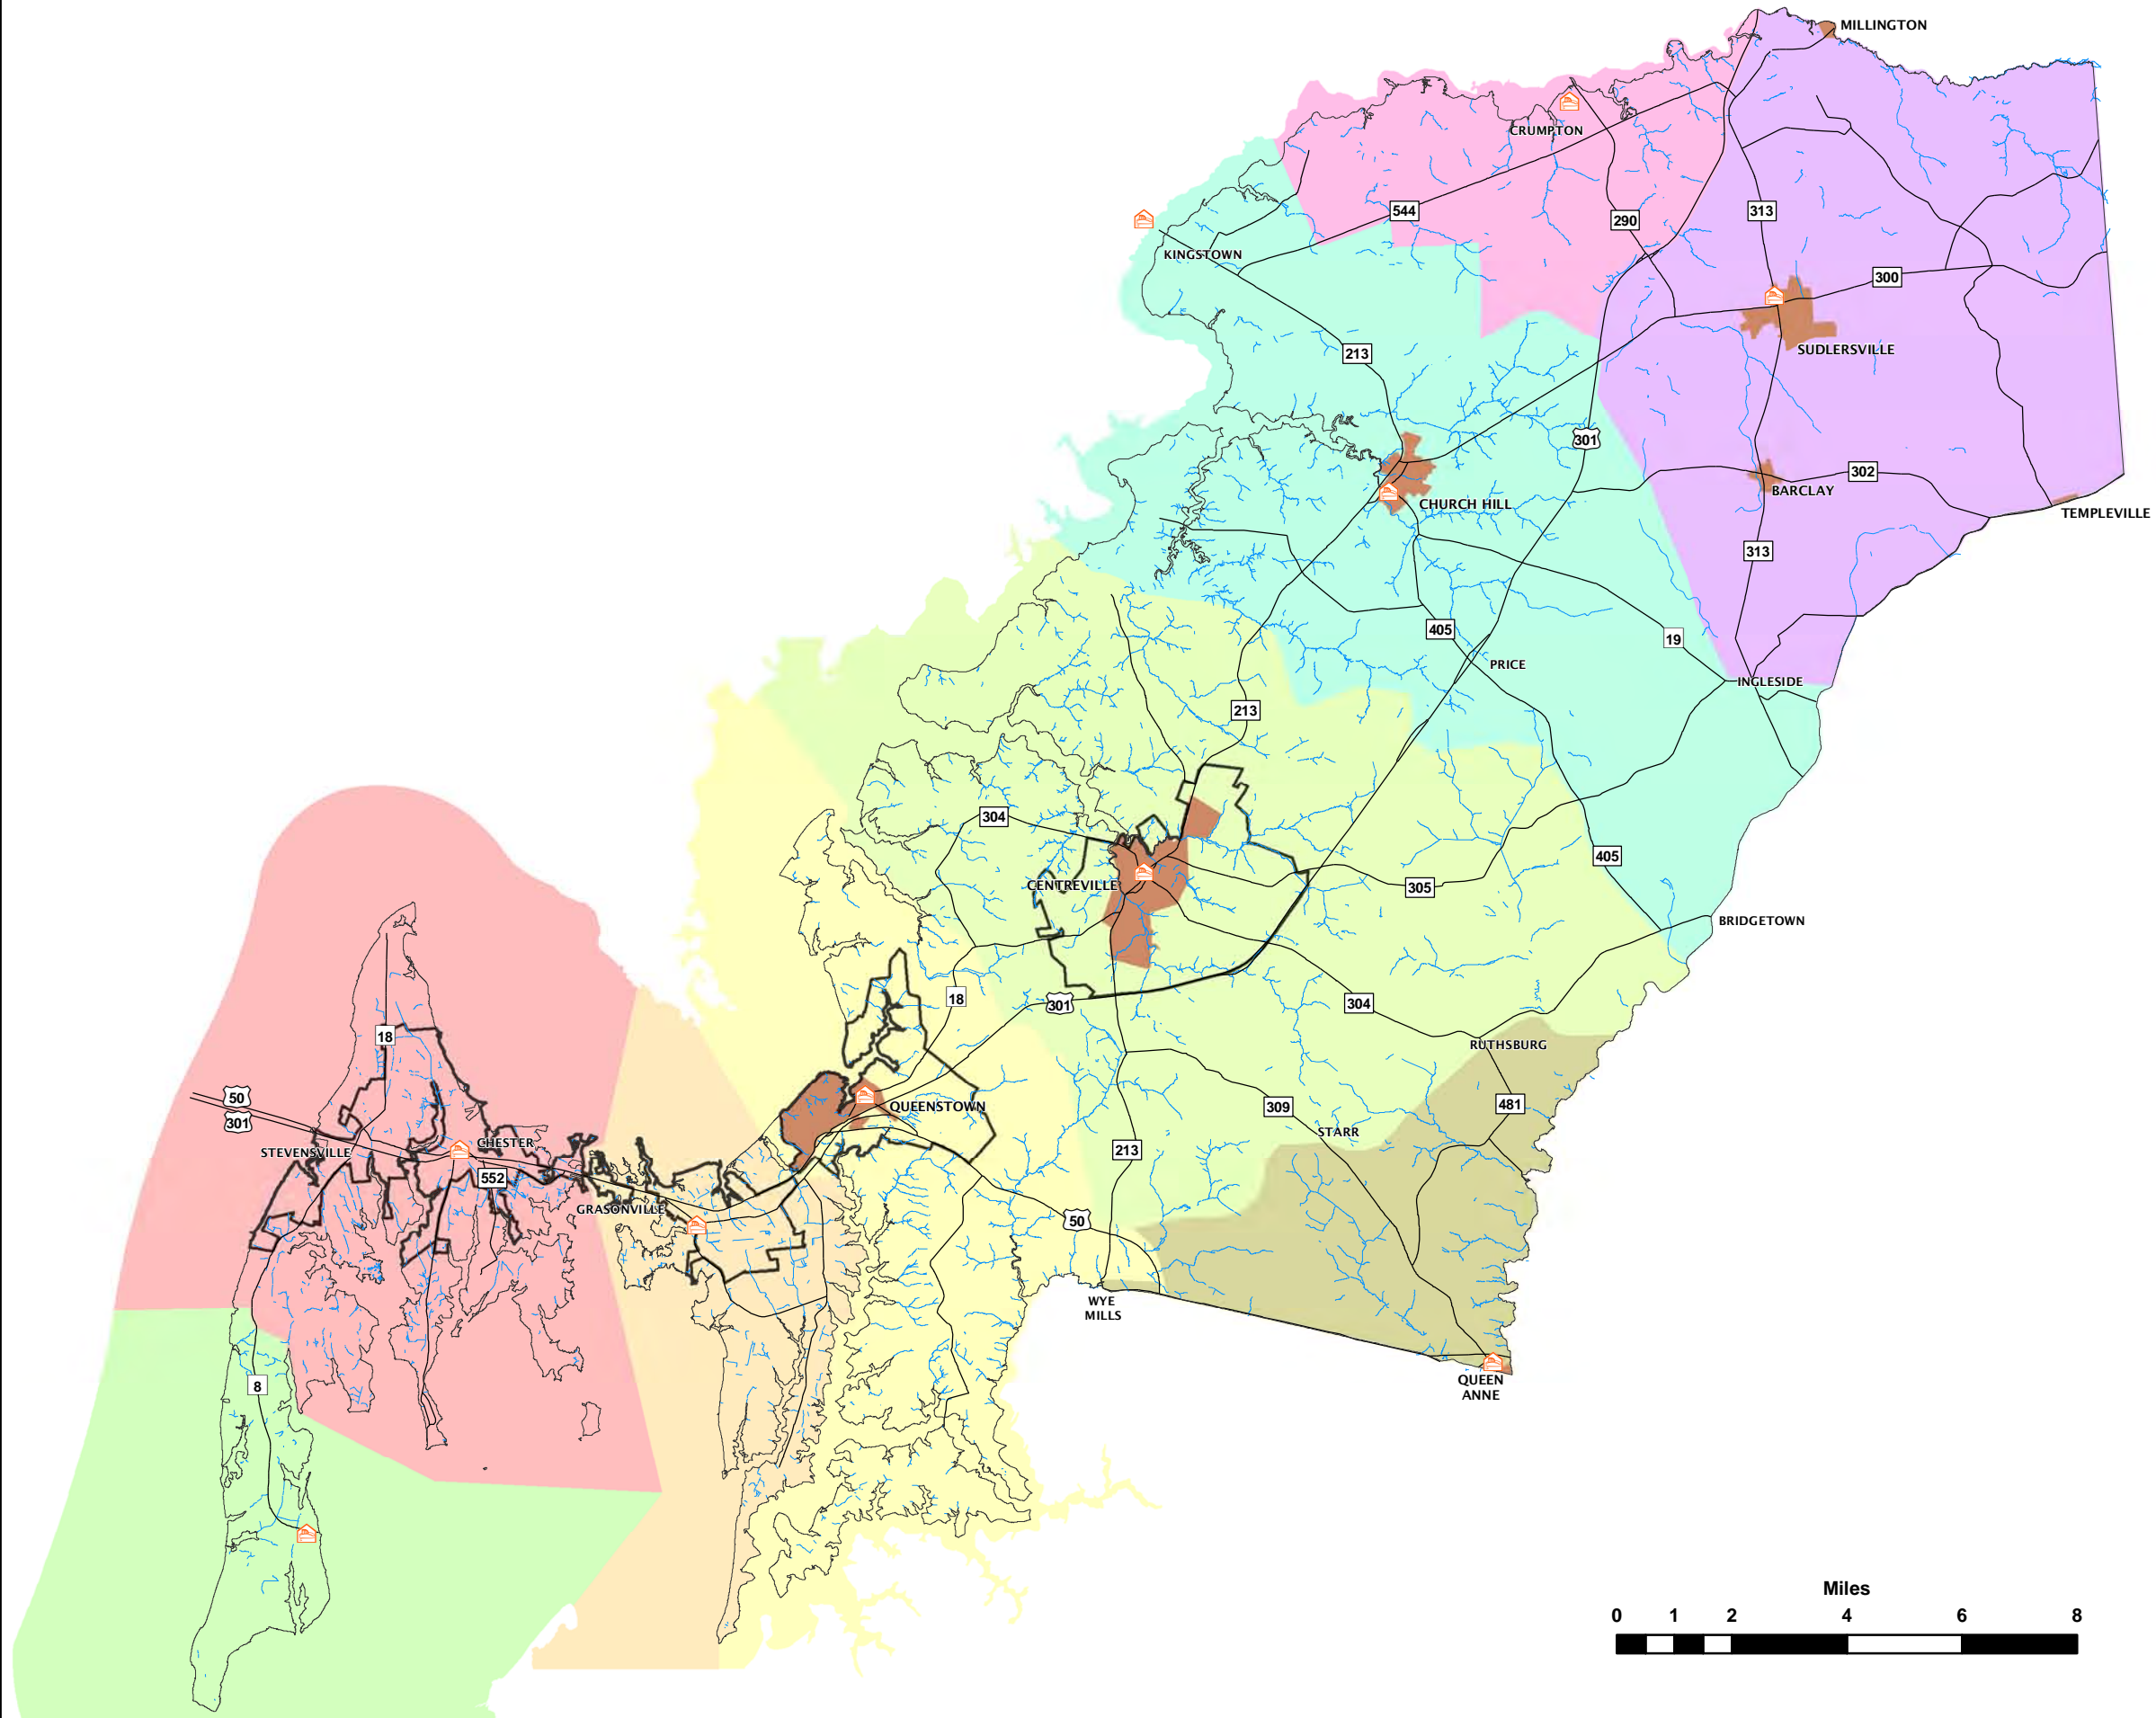 MILLINGTON
CRUMPTON
544
290
313
KINGSTOWN
300
213
SUDLERSVILLE
301
302
BARCLAY
CHURCH HILL
TEMPLEVILLE
313
405
19
PRICE
INGLESIDE
213
304
405
CENTREVILLE
305
BRIDGETOWN
18
301
304
18
RUTHSBURG
50
301
QUEENSTOWN
309
481
STARR
STEVENSVILLE
CHESTER
213
552
GRASONVILLE
50
WYE
MILLS
8
QUEEN
ANNE
Miles
0 1 2 4 6 8